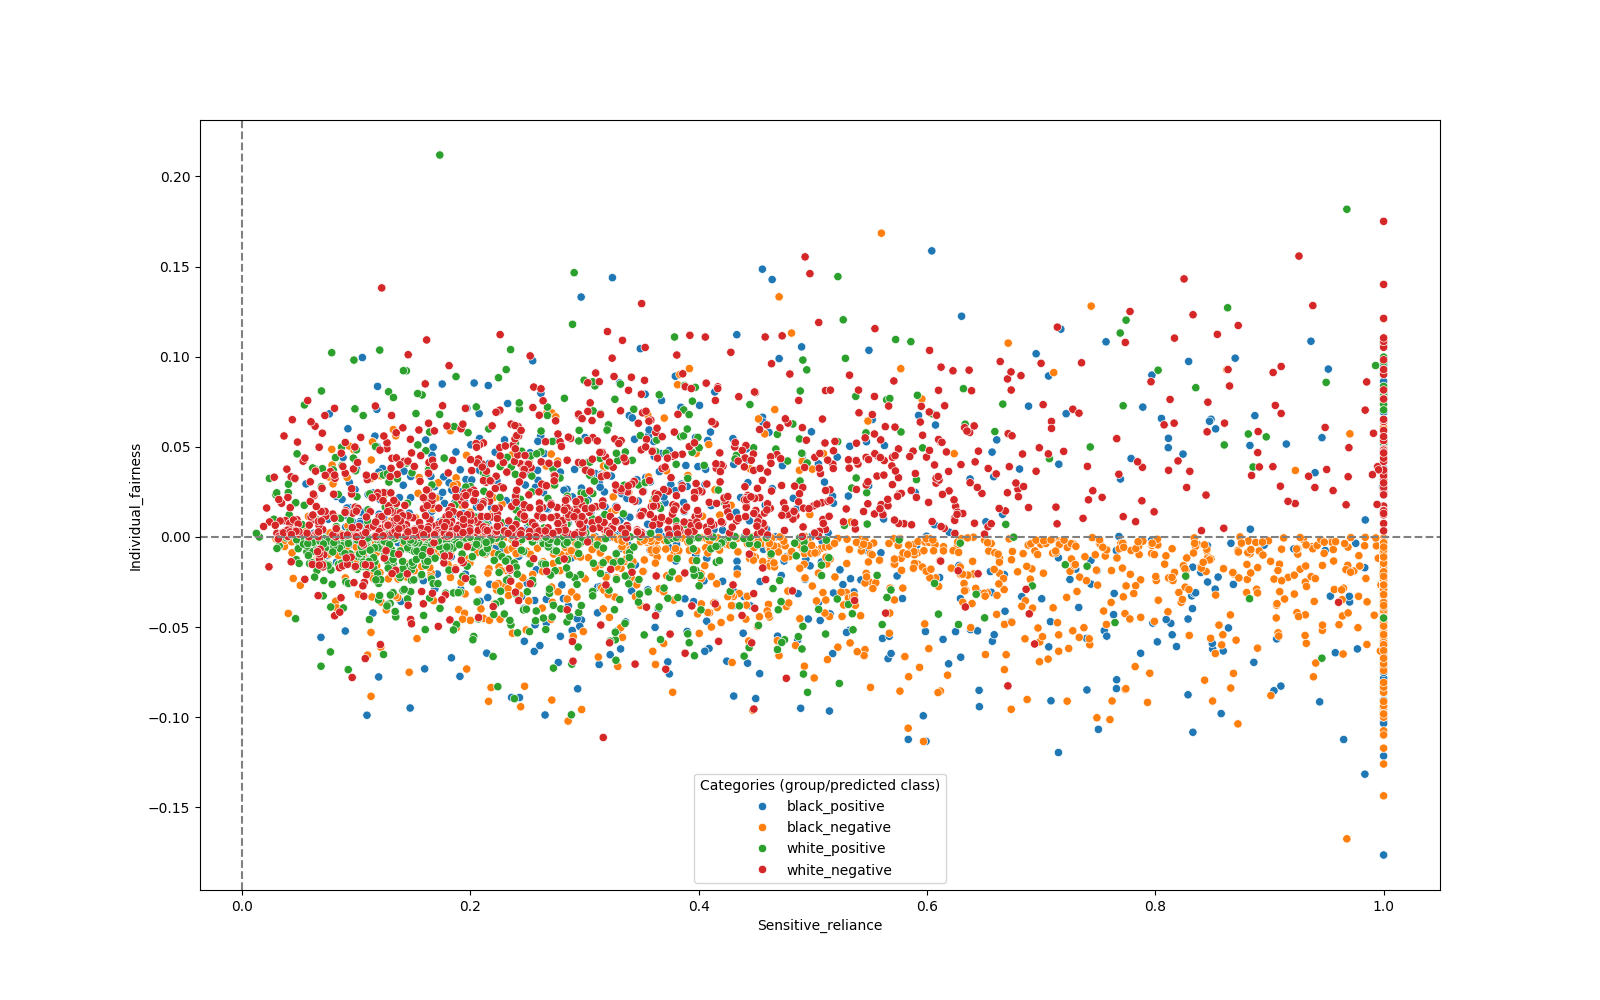 0.20
0.15
0.10
0.05
0.00
−0.05
−0.10
−0.15
Individual_fairness
Categories (group/predicted class)
black_positive
black_negative
white_positive
white_negative
0.0 0.2 0.4 0.6 0.8 1.0
Sensitive_reliance